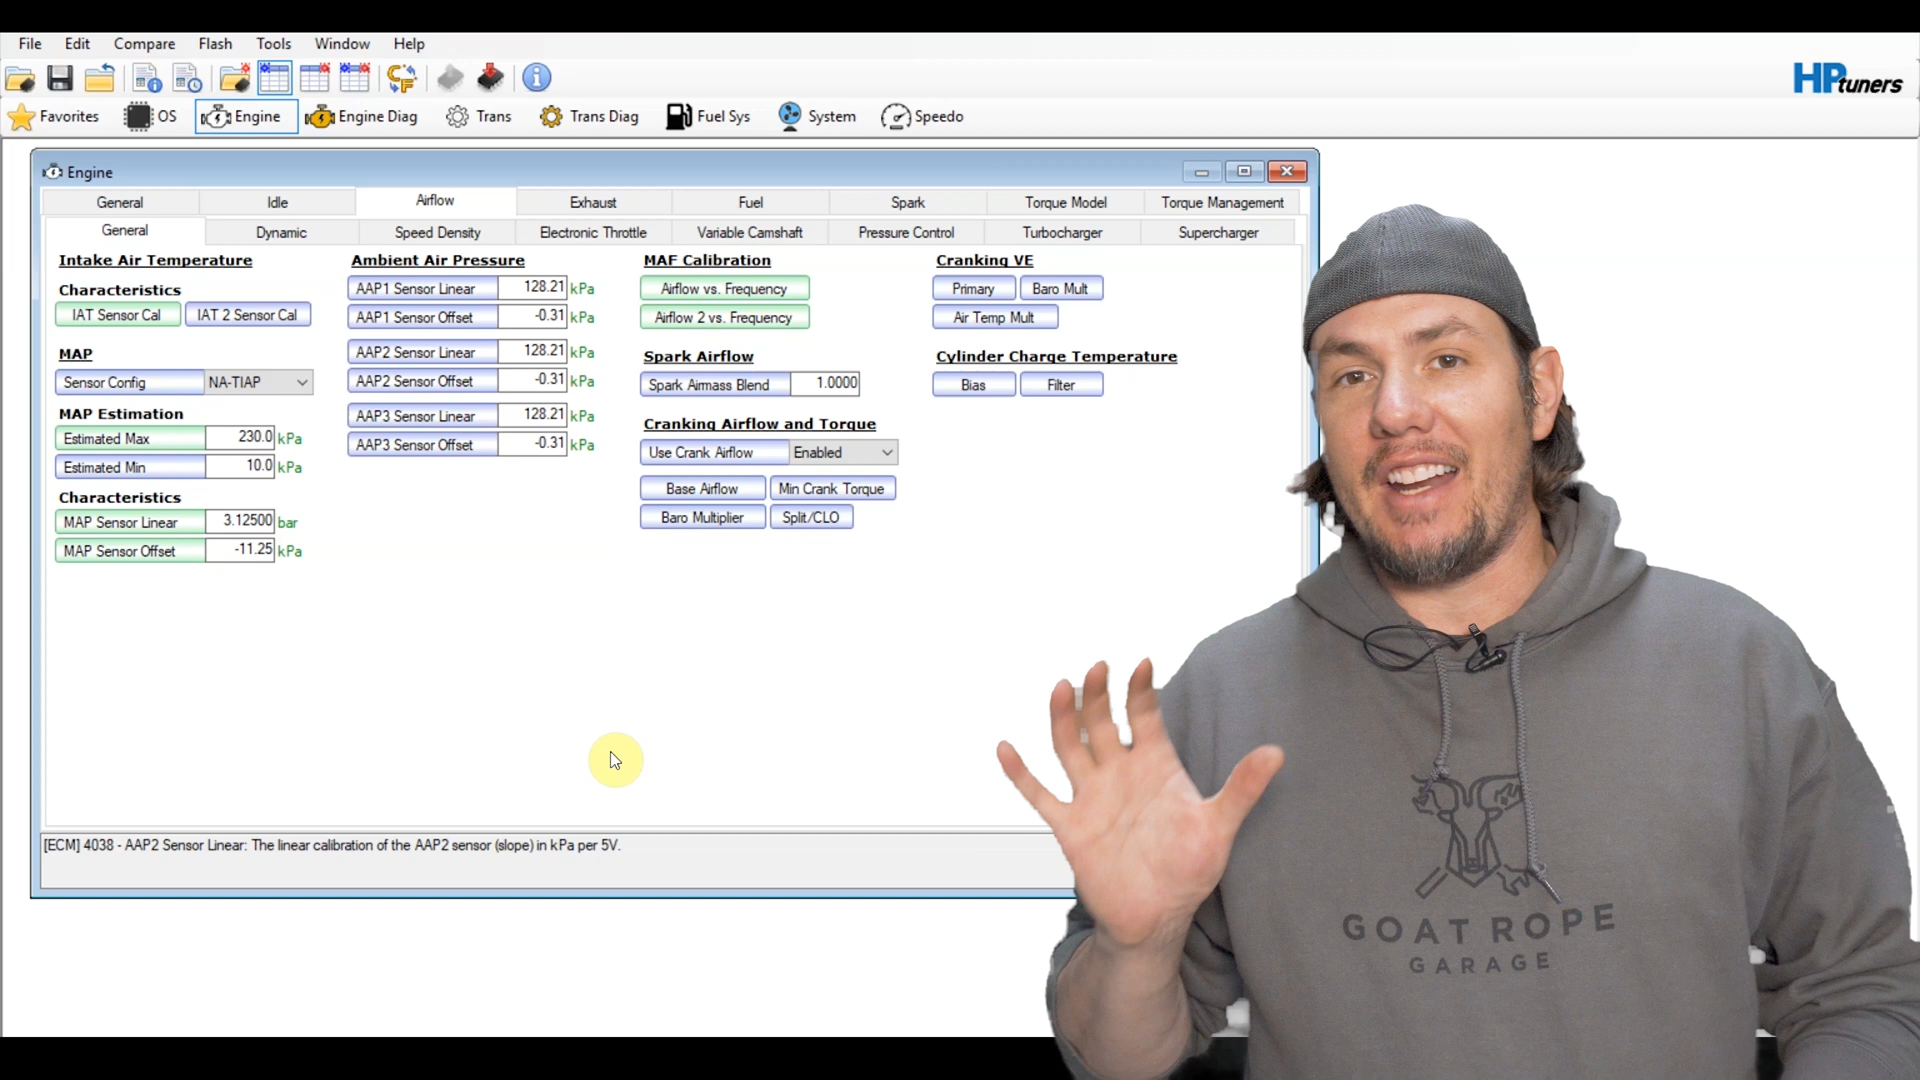 File Edit Compare Flash Tools Window Help
HPtuners
Favorites OS Engine Engine Diag Trans Trans Diag Fuel Sys System Speedo
Engine
General Idle Airflow Exhaust Fuel Spark Torque Model Torque Management
General Dynamic Speed Density Electronic Throttle Variable Camshaft Pressure Control Turbocharger Supercharger
Intake Air Temperature
Characteristics
IAT Sensor Cal IAT 2 Sensor Cal
MAP
Sensor Config NA-TIAP
MAP Estimation
Estimated Max 230.0 kPa
Estimated Min 10.0 kPa
Characteristics
MAP Sensor Linear 3.12500 bar
MAP Sensor Offset -11.25 kPa
Ambient Air Pressure
AAP1 Sensor Linear 128.21 kPa
AAP1 Sensor Offset -0.31 kPa
AAP2 Sensor Linear 128.21 kPa
AAP2 Sensor Offset -0.31 kPa
AAP3 Sensor Linear 128.21 kPa
AAP3 Sensor Offset -0.31 kPa
MAF Calibration
Airflow vs. Frequency
Airflow 2 vs. Frequency
Spark Airflow
Spark Airmass Blend 1.0000
Cranking Airflow and Torque
Use Crank Airflow Enabled
Base Airflow Min Crank Torque
Baro Multiplier Split/CLO
Cranking VE
Primary Baro Mult
Air Temp Mult
Cylinder Charge Temperature
Bias Filter
[ECM] 4038 - AAP2 Sensor Linear: The linear calibration of the AAP2 sensor (slope) in kPa per 5V.
GOAT ROPE
GARAGE